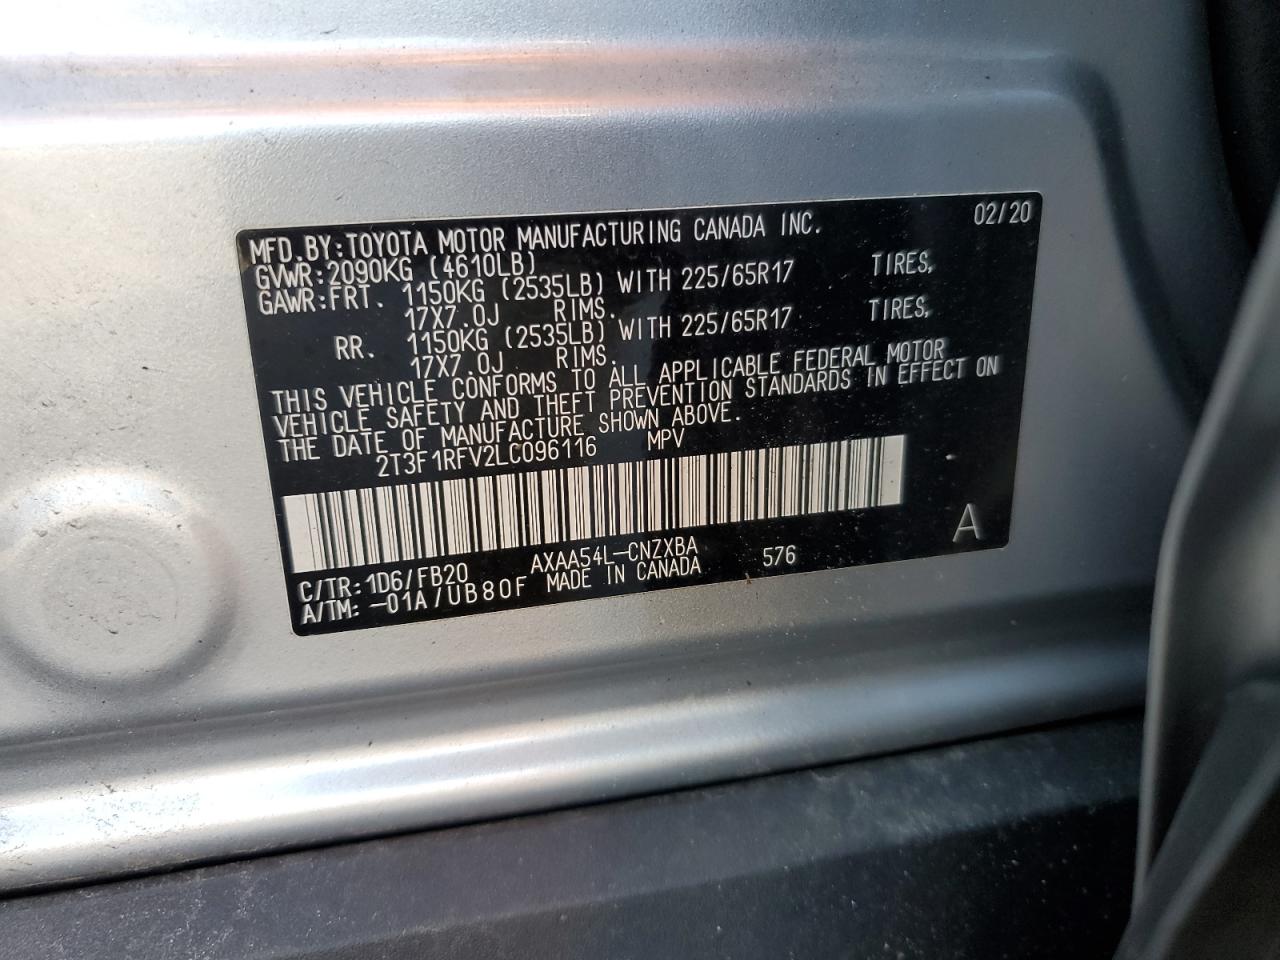 MFD.BY:TOYOTA MOTOR MANUFACTURING CANADA INC. 02/20
GVWR:2090KG (4610LB)
GAWR:FRT. 1150KG (2535LB) WITH 225/65R17 TIRES,
17X7.0J RIMS.
RR. 1150KG (2535LB) WITH 225/65R17 TIRES,
17X7.0J RIMS.
THIS VEHICLE CONFORMS TO ALL APPLICABLE FEDERAL MOTOR
VEHICLE SAFETY AND THEFT PREVENTION STANDARDS IN EFFECT ON
THE DATE OF MANUFACTURE SHOWN ABOVE.
2T3F1RFV2LC096116 MPV
A
C/TR:1D6/FB20 AXAA54L-CNZXBA 576
A/TM:-01A/UB80F MADE IN CANADA